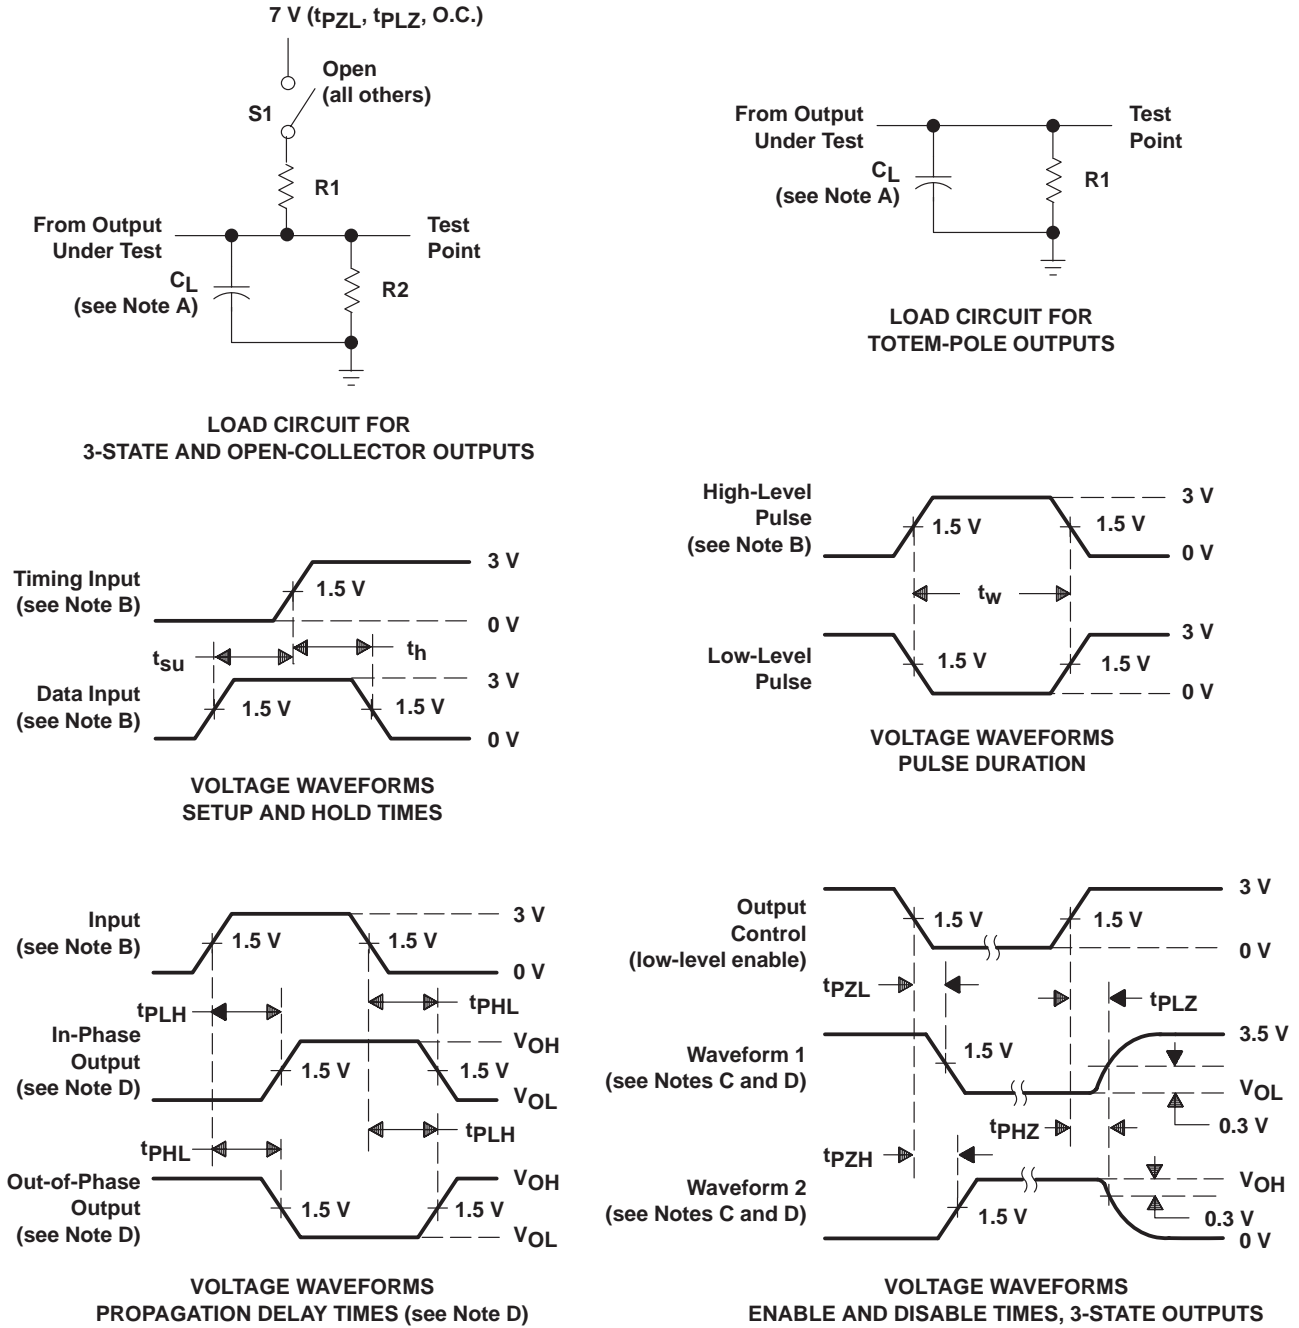 7 V (tPZL, tPLZ, O.C.)
Open
(all others)
S1
R1
From Output
Under Test
Test
Point
CL
(see Note A)
R2
LOAD CIRCUIT FOR
3-STATE AND OPEN-COLLECTOR OUTPUTS
From Output
Under Test
Test
Point
CL
(see Note A)
R1
LOAD CIRCUIT FOR
TOTEM-POLE OUTPUTS
Timing Input
(see Note B)
1.5 V
3 V
0 V
tsu
th
Data Input
(see Note B)
1.5 V
1.5 V
3 V
0 V
VOLTAGE WAVEFORMS
SETUP AND HOLD TIMES
High-Level
Pulse
(see Note B)
1.5 V
1.5 V
3 V
0 V
tw
Low-Level
Pulse
1.5 V
1.5 V
3 V
0 V
VOLTAGE WAVEFORMS
PULSE DURATION
Input
(see Note B)
1.5 V
1.5 V
3 V
0 V
tPLH
tPHL
In-Phase
Output
(see Note D)
1.5 V
1.5 V
VOH
VOL
tPHL
tPLH
Out-of-Phase
Output
(see Note D)
1.5 V
1.5 V
VOH
VOL
VOLTAGE WAVEFORMS
PROPAGATION DELAY TIMES (see Note D)
Output
Control
(low-level enable)
1.5 V
1.5 V
3 V
0 V
tPZL
tPLZ
Waveform 1
(see Notes C and D)
1.5 V
3.5 V
VOL
0.3 V
tPHZ
tPZH
Waveform 2
(see Notes C and D)
1.5 V
VOH
0.3 V
0 V
VOLTAGE WAVEFORMS
ENABLE AND DISABLE TIMES, 3-STATE OUTPUTS